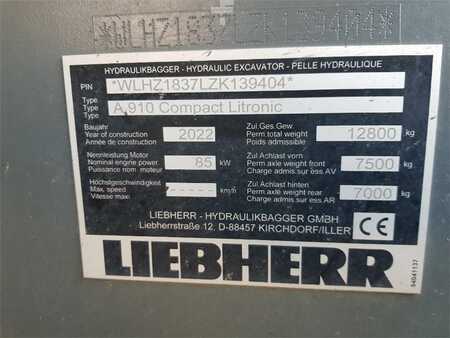 *WLHZ1837LZK139404*
HYDRAULIKBAGGER - HYDRAULIC EXCAVATOR - PELLE HYDRAULIQUE
PIN *WLHZ1837LZK139404*
Type
Type A 910 Compact Litronic
Type
Baujahr Zul.Ges.Gew.
Year of construction 2022 Perm.total weight 12800 kg
Année de construction Poids admissible
Nennleistung Motor Zul.Achlast vorn
Nominal engine power 85 kW Perm.axle weight front 7500 kg
Puissance nom. moteur Charge admis sur ess AV
Höchstgeschwindigkeit Zul.Achlast hinten
Max. speed ----- km/h Perm.axle weight rear 7000 kg
Vitesse max. Charge admis sur ess AR
LIEBHERR - HYDRAULIKBAGGER GMBH
Liebherrstraße 12, D-88457 KIRCHDORF/ILLER CE
LIEBHERR
94041137